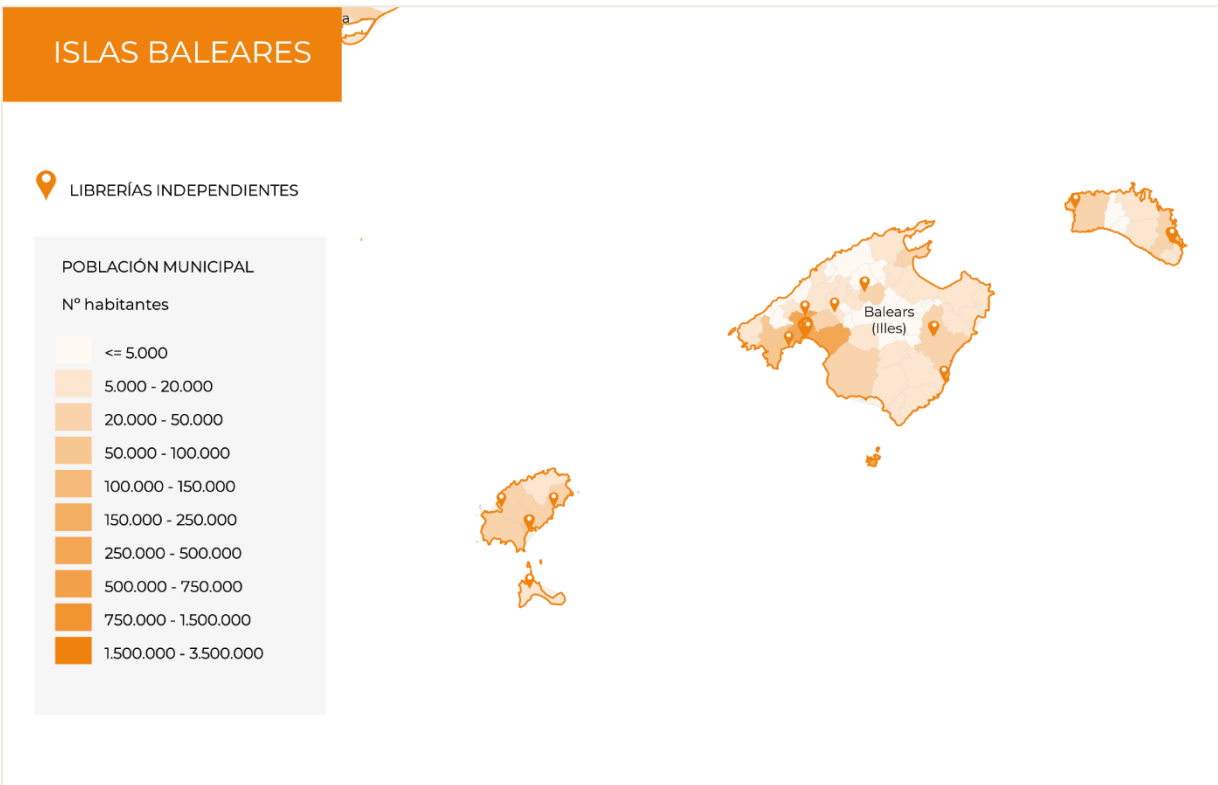 ISLAS BALEARES
a
LIBRERÍAS INDEPENDIENTES
POBLACIÓN MUNICIPAL
Nº habitantes
<= 5.000
5.000 - 20.000
20.000 - 50.000
50.000 - 100.000
100.000 - 150.000
150.000 - 250.000
250.000 - 500.000
500.000 - 750.000
750.000 - 1.500.000
1.500.000 - 3.500.000
Balears
(Illes)